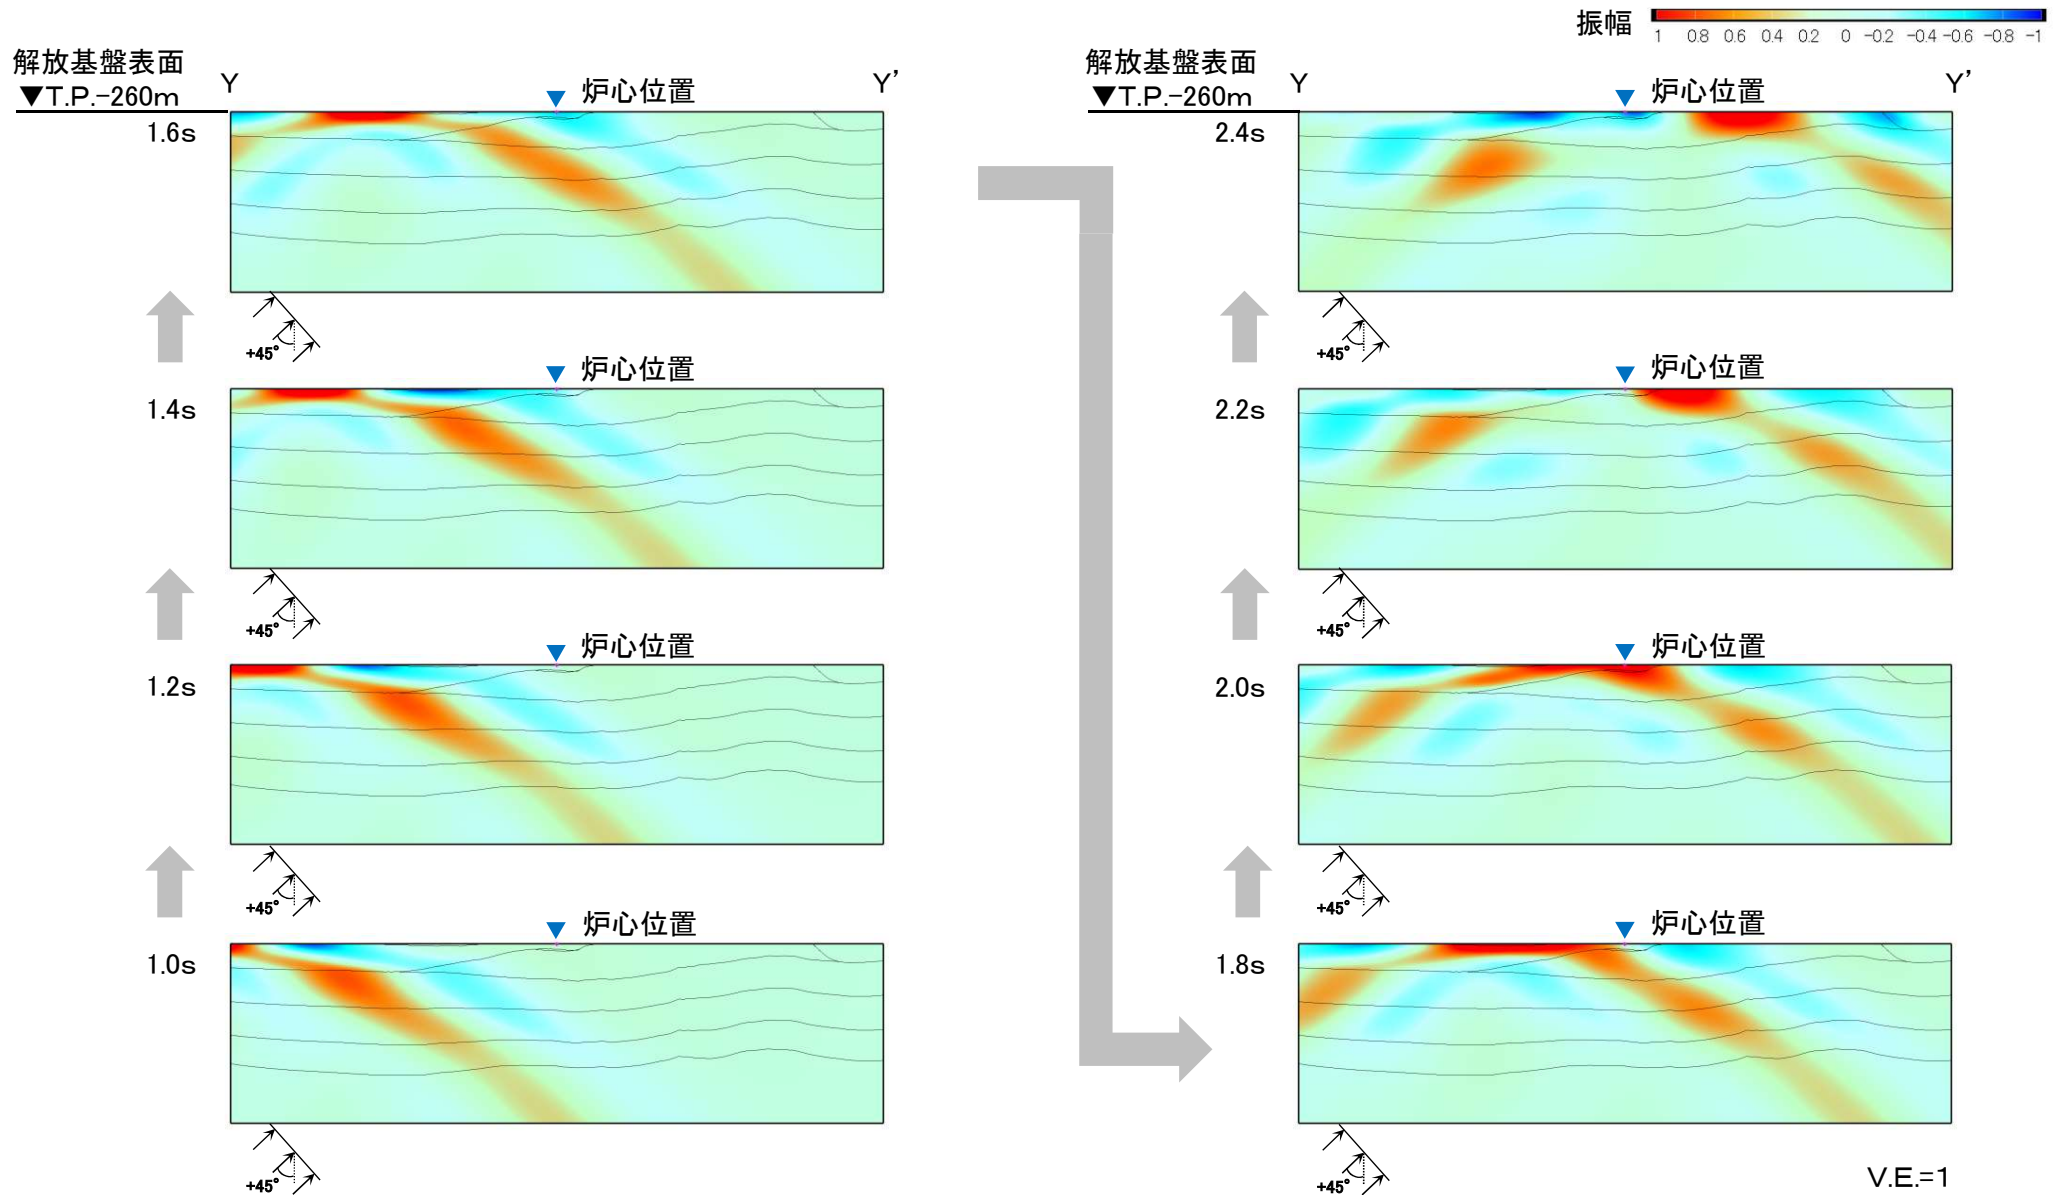 振幅
1 0.8 0.6 0.4 0.2 0 -0.2 -0.4 -0.6 -0.8 -1
解放基盤表面
▼T.P.-260m
Y
Y'
炉心位置
1.6s
+45°
炉心位置
1.4s
+45°
炉心位置
1.2s
+45°
炉心位置
1.0s
+45°
解放基盤表面
▼T.P.-260m
Y
Y'
炉心位置
2.4s
+45°
炉心位置
2.2s
+45°
炉心位置
2.0s
+45°
炉心位置
1.8s
+45°
V.E.=1